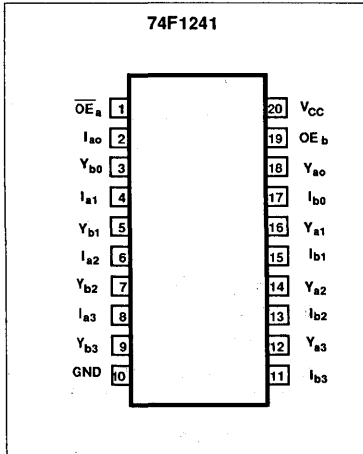 74F1241
OEa 1 20 VCC
Iao 2 19 OEb
Yb0 3 18 Yao
Ia1 4 17 Ib0
Yb1 5 16 Ya1
Ia2 6 15 Ib1
Yb2 7 14 Ya2
Ia3 8 13 Ib2
Yb3 9 12 Ya3
GND 10 11 Ib3